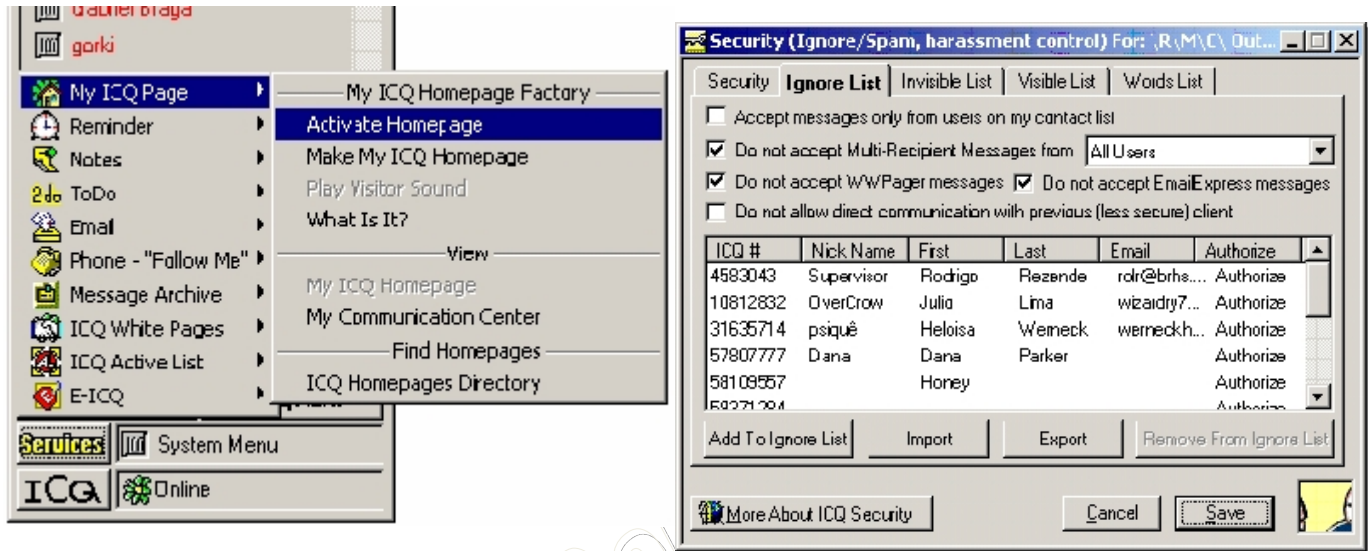 gorki
My ICQ Page
Reminder
Notes
2do ToDo
Email
Phone - "Follow Me"
Message Archive
ICQ White Pages
ICQ Active List
E-ICQ
Services
System Menu
ICQ
Online
My ICQ Homepage Factory
Activate Homepage
Make My ICQ Homepage
Play Visitor Sound
What Is It?
View
My ICQ Homepage
My Communication Center
Find Homepages
ICQ Homepages Directory
Security (Ignore/Spam, harassment control) For: \R\M\C\ Out...
Security Ignore List Invisible List Visible List Words List
Accept messages only from users on my contact list
Do not accept Multi-Recipient Messages from All Users
Do not accept WWPager messages Do not accept EmailExpress messages
Do not allow direct communication with previous (less secure) client
ICQ # Nick Name First Last Email Authorize
4583043 Supervisor Rodrigo Rezende rolr@brhs.... Authorize
10812832 OverCrow Julia Lima wizardry7... Authorize
31635714 psiquê Heloisa Werneck werneckh... Authorize
57807777 Dana Dana Parker Authorize
58109557 Honey Authorize
Authorize
Add To Ignore List Import Export Remove From Ignore List
More About ICQ Security Cancel Save